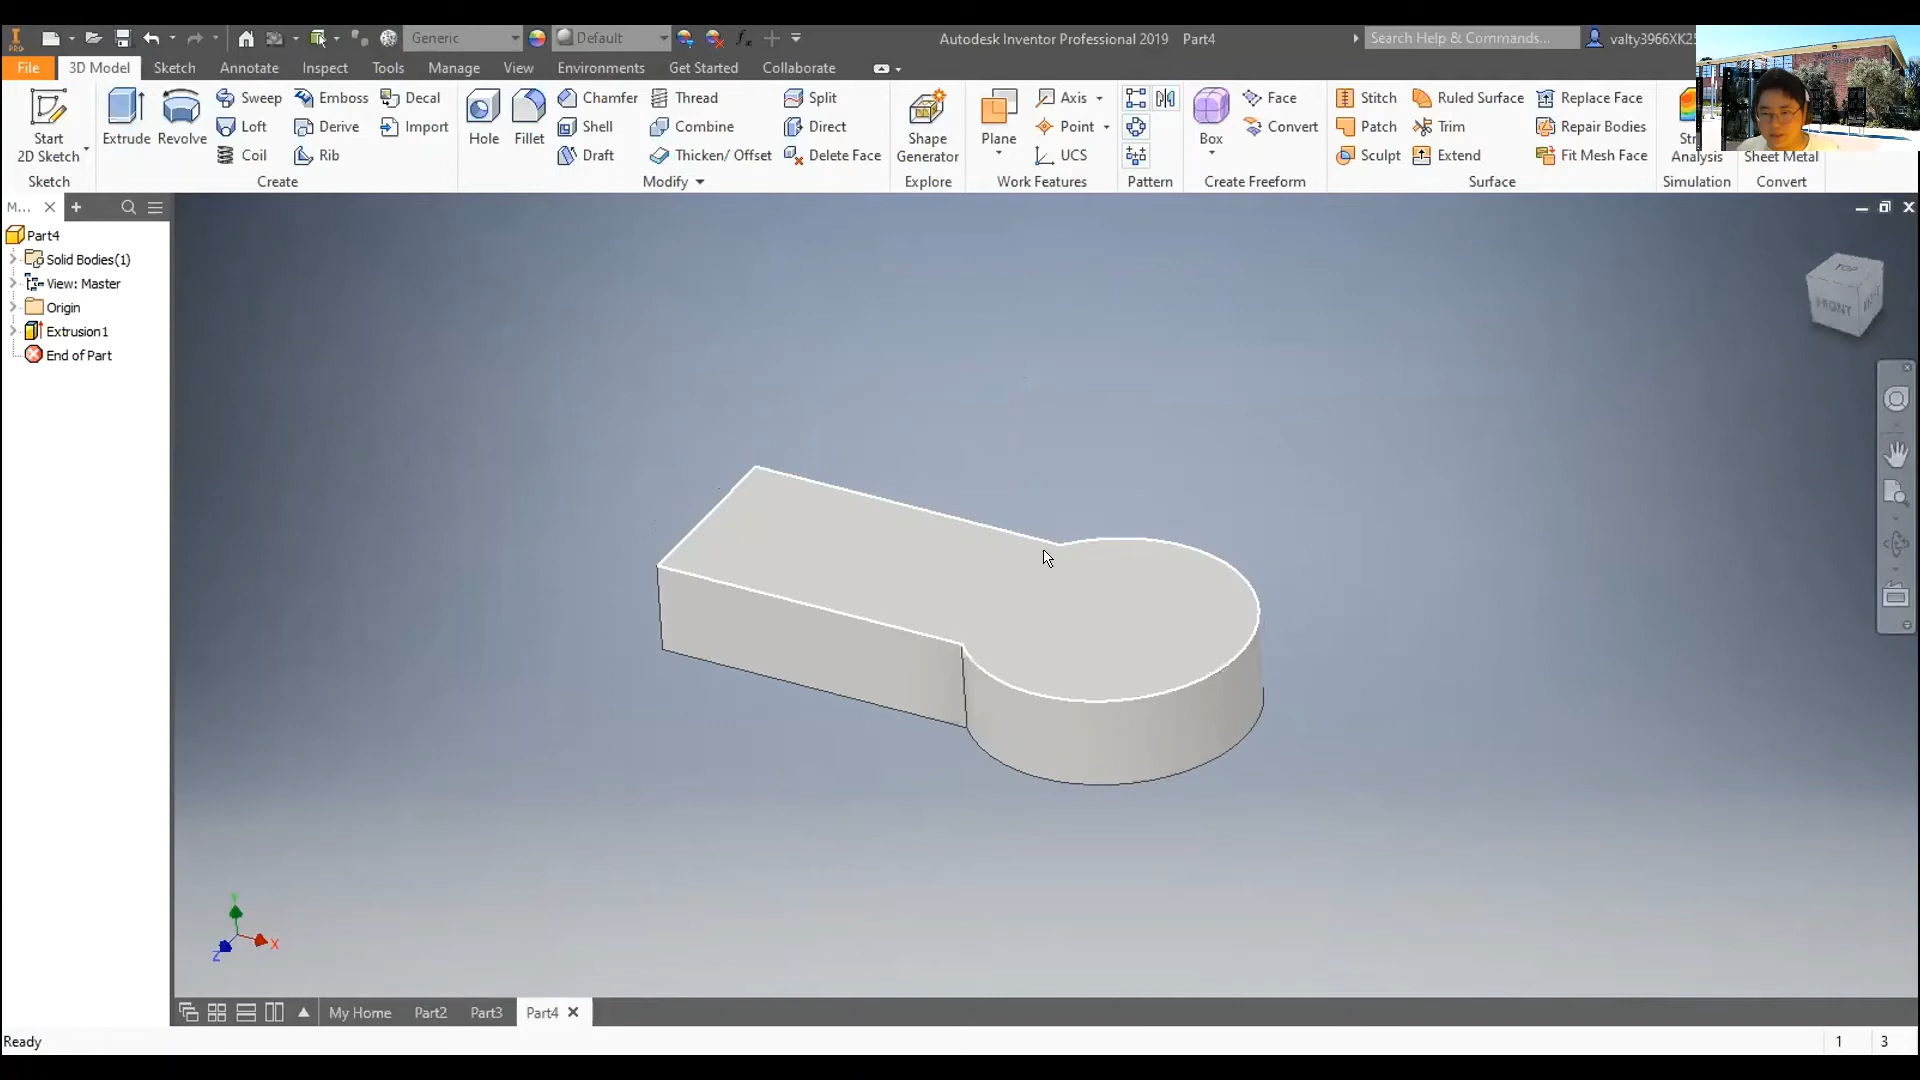 PRO
Generic
Default
Autodesk Inventor Professional 2019 Part4
Search Help & Commands...
File
3D Model
Sketch
Annotate
Inspect
Tools
Manage
View
Environments
Get Started
Collaborate
Start
2D Sketch
Sketch
Extrude
Revolve
Sweep
Loft
Coil
Emboss
Derive
Rib
Decal
Import
Create
Hole
Fillet
Chamfer
Shell
Draft
Thread
Combine
Thicken/ Offset
Split
Direct
Delete Face
Modify
Shape
Generator
Explore
Plane
Axis
Point
UCS
Work Features
Pattern
Box
Face
Convert
Create Freeform
Stitch
Patch
Sculpt
Ruled Surface
Trim
Extend
Replace Face
Repair Bodies
Fit Mesh Face
Surface
Analysis
Simulation
Sheet Metal
Convert
M...
Part4
Solid Bodies(1)
View: Master
Origin
Extrusion1
End of Part
TOP
FRONT
X
Z
My Home
Part2
Part3
Part4
Ready
1
3